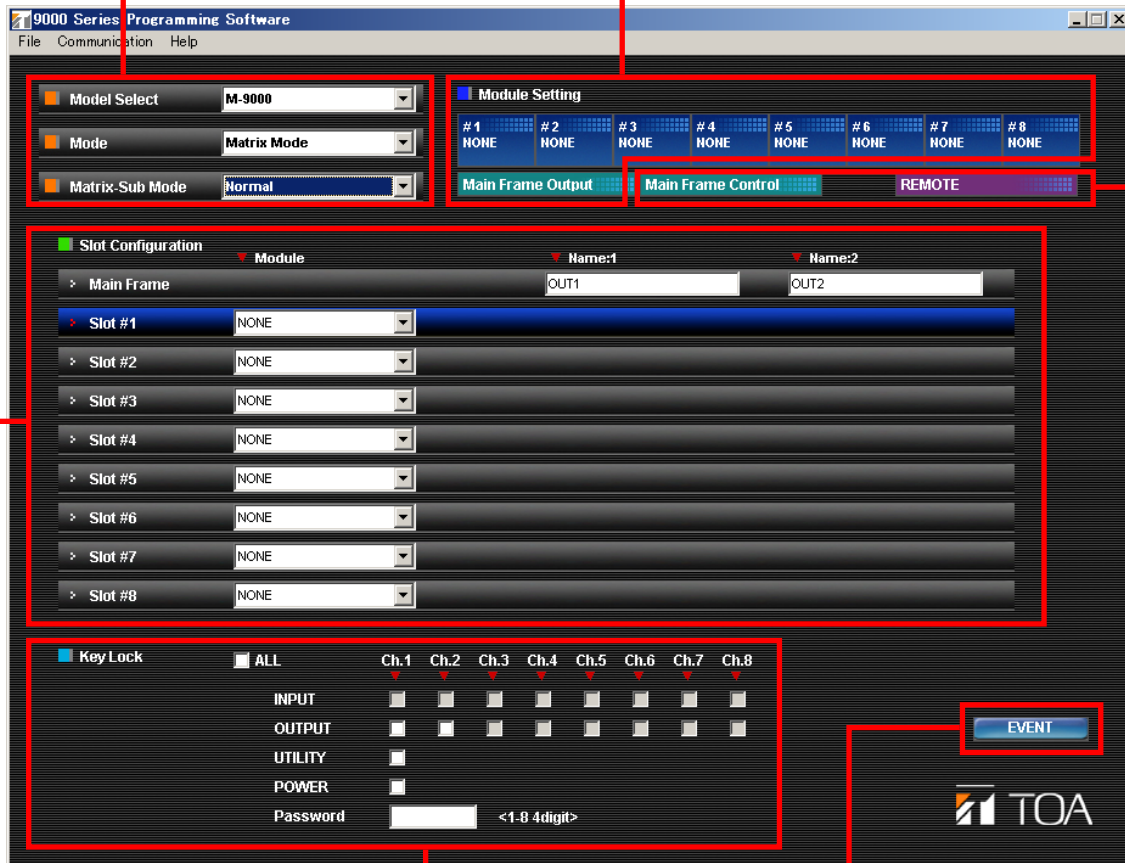 9000 Series Programming Software
File Communication Help
Model Select M-9000
Mode Matrix Mode
Matrix-Sub Mode Normal
Module Setting
#1 #2 #3 #4 #5 #6 #7 #8
NONE NONE NONE NONE NONE NONE NONE NONE
Main Frame Output Main Frame Control REMOTE
Slot Configuration
Module Name:1 Name:2
Main Frame OUT1 OUT2
Slot #1 NONE
Slot #2 NONE
Slot #3 NONE
Slot #4 NONE
Slot #5 NONE
Slot #6 NONE
Slot #7 NONE
Slot #8 NONE
Key Lock ALL Ch.1 Ch.2 Ch.3 Ch.4 Ch.5 Ch.6 Ch.7 Ch.8
INPUT
OUTPUT
UTILITY
POWER
Password <1-8 4digit>
EVENT
TOA